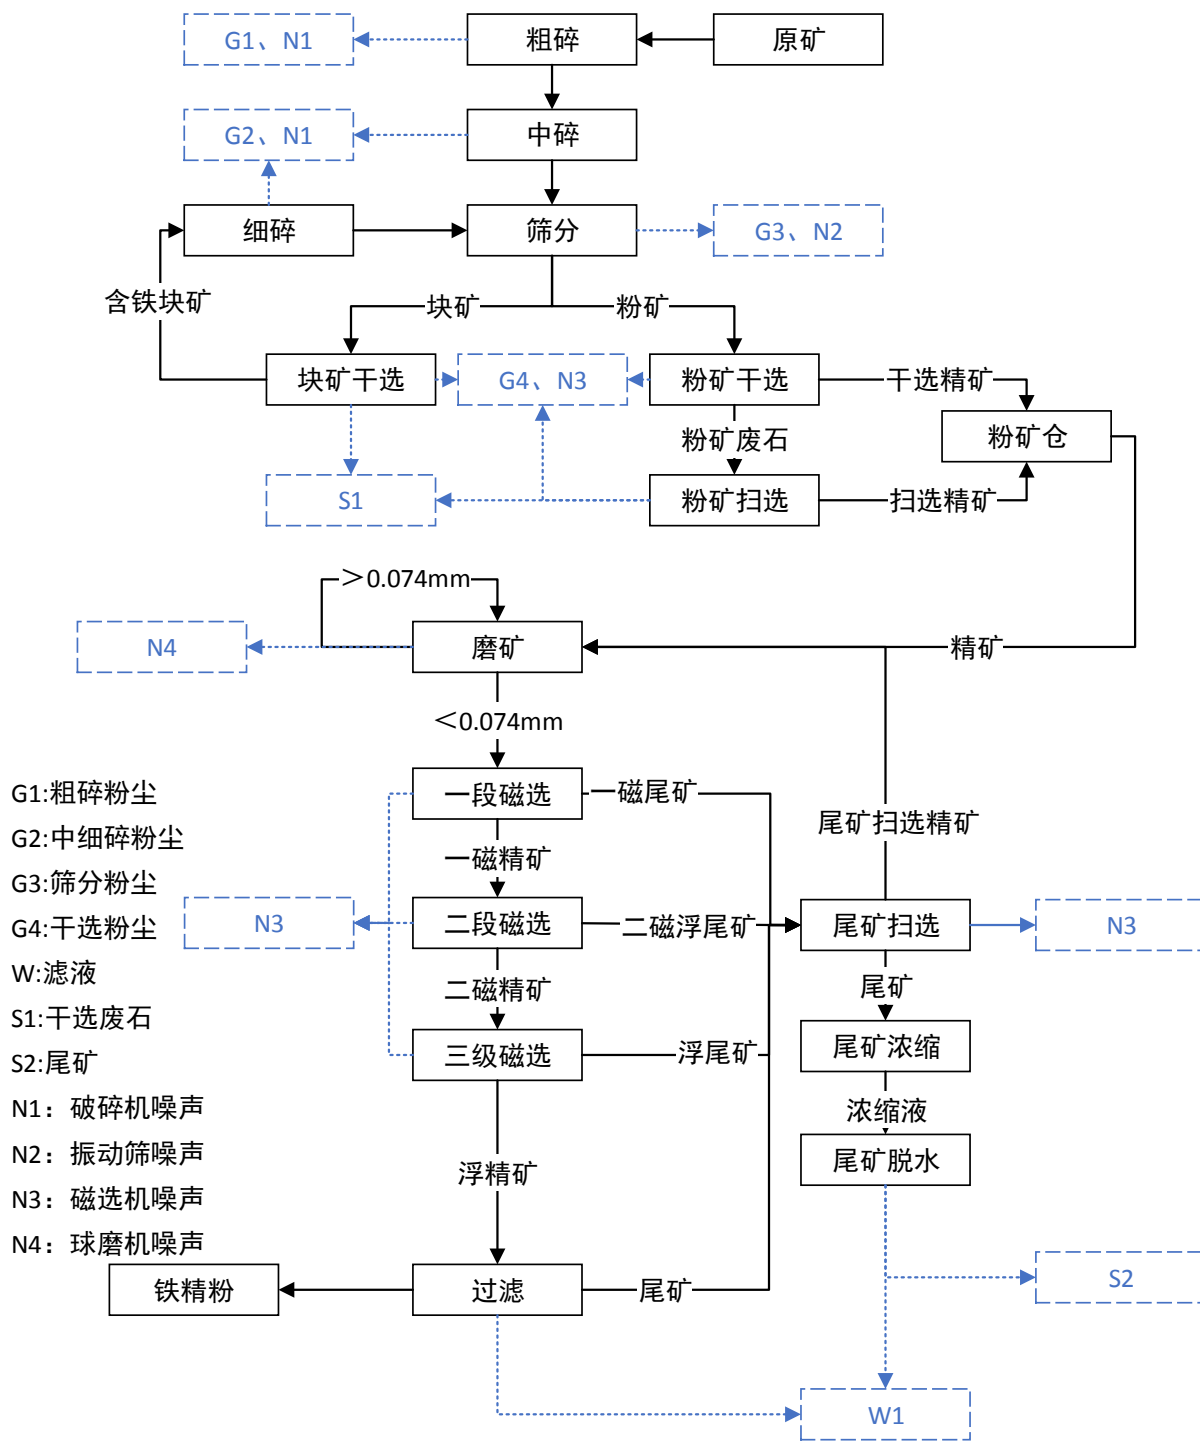 G1、N1
粗碎
原矿
G2、N1
中碎
细碎
筛分
G3、N2
含铁块矿
块矿
粉矿
块矿干选
G4、N3
粉矿干选
干选精矿
粉矿废石
粉矿仓
S1
粉矿扫选
扫选精矿
＞0.074mm
N4
磨矿
精矿
＜0.074mm
一段磁选
一磁尾矿
尾矿扫选精矿
一磁精矿
N3
二段磁选
二磁浮尾矿
尾矿扫选
N3
二磁精矿
尾矿
三级磁选
浮尾矿
尾矿浓缩
浓缩液
浮精矿
尾矿脱水
铁精粉
过滤
尾矿
S2
W1
G1:粗碎粉尘
G2:中细碎粉尘
G3:筛分粉尘
G4:干选粉尘
W:滤液
S1:干选废石
S2:尾矿
N1：破碎机噪声
N2：振动筛噪声
N3：磁选机噪声
N4：球磨机噪声